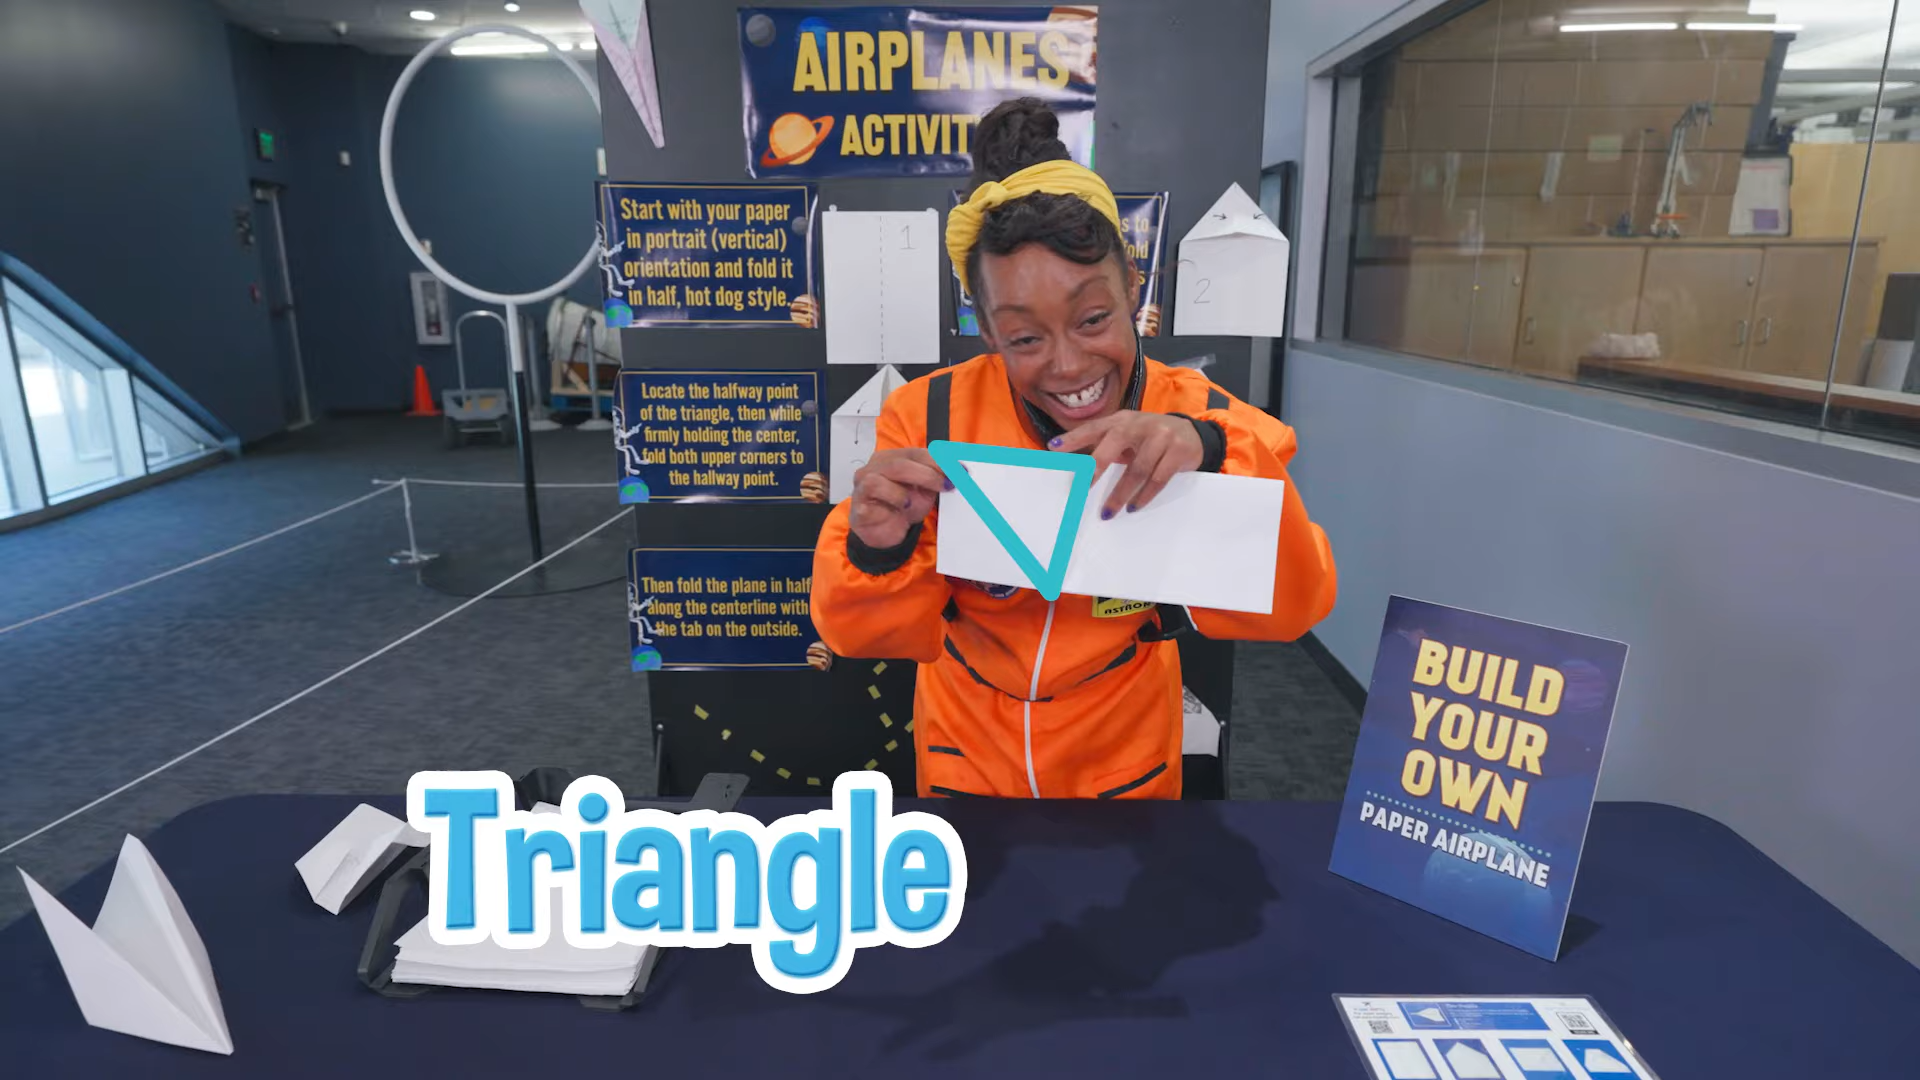 AIRPLANES
Start with your paper
in portrait (vertical)
orientation and fold it
in half, hot dog style.
1
2
Locate the halfway point
of the triangle, then while
firmly holding the center,
fold both upper corners to
the hallway point.
Then fold the plane in half
along the centerline with
the tab on the outside.
BUILD
YOUR
OWN
PAPER AIRPLANE
Triangle